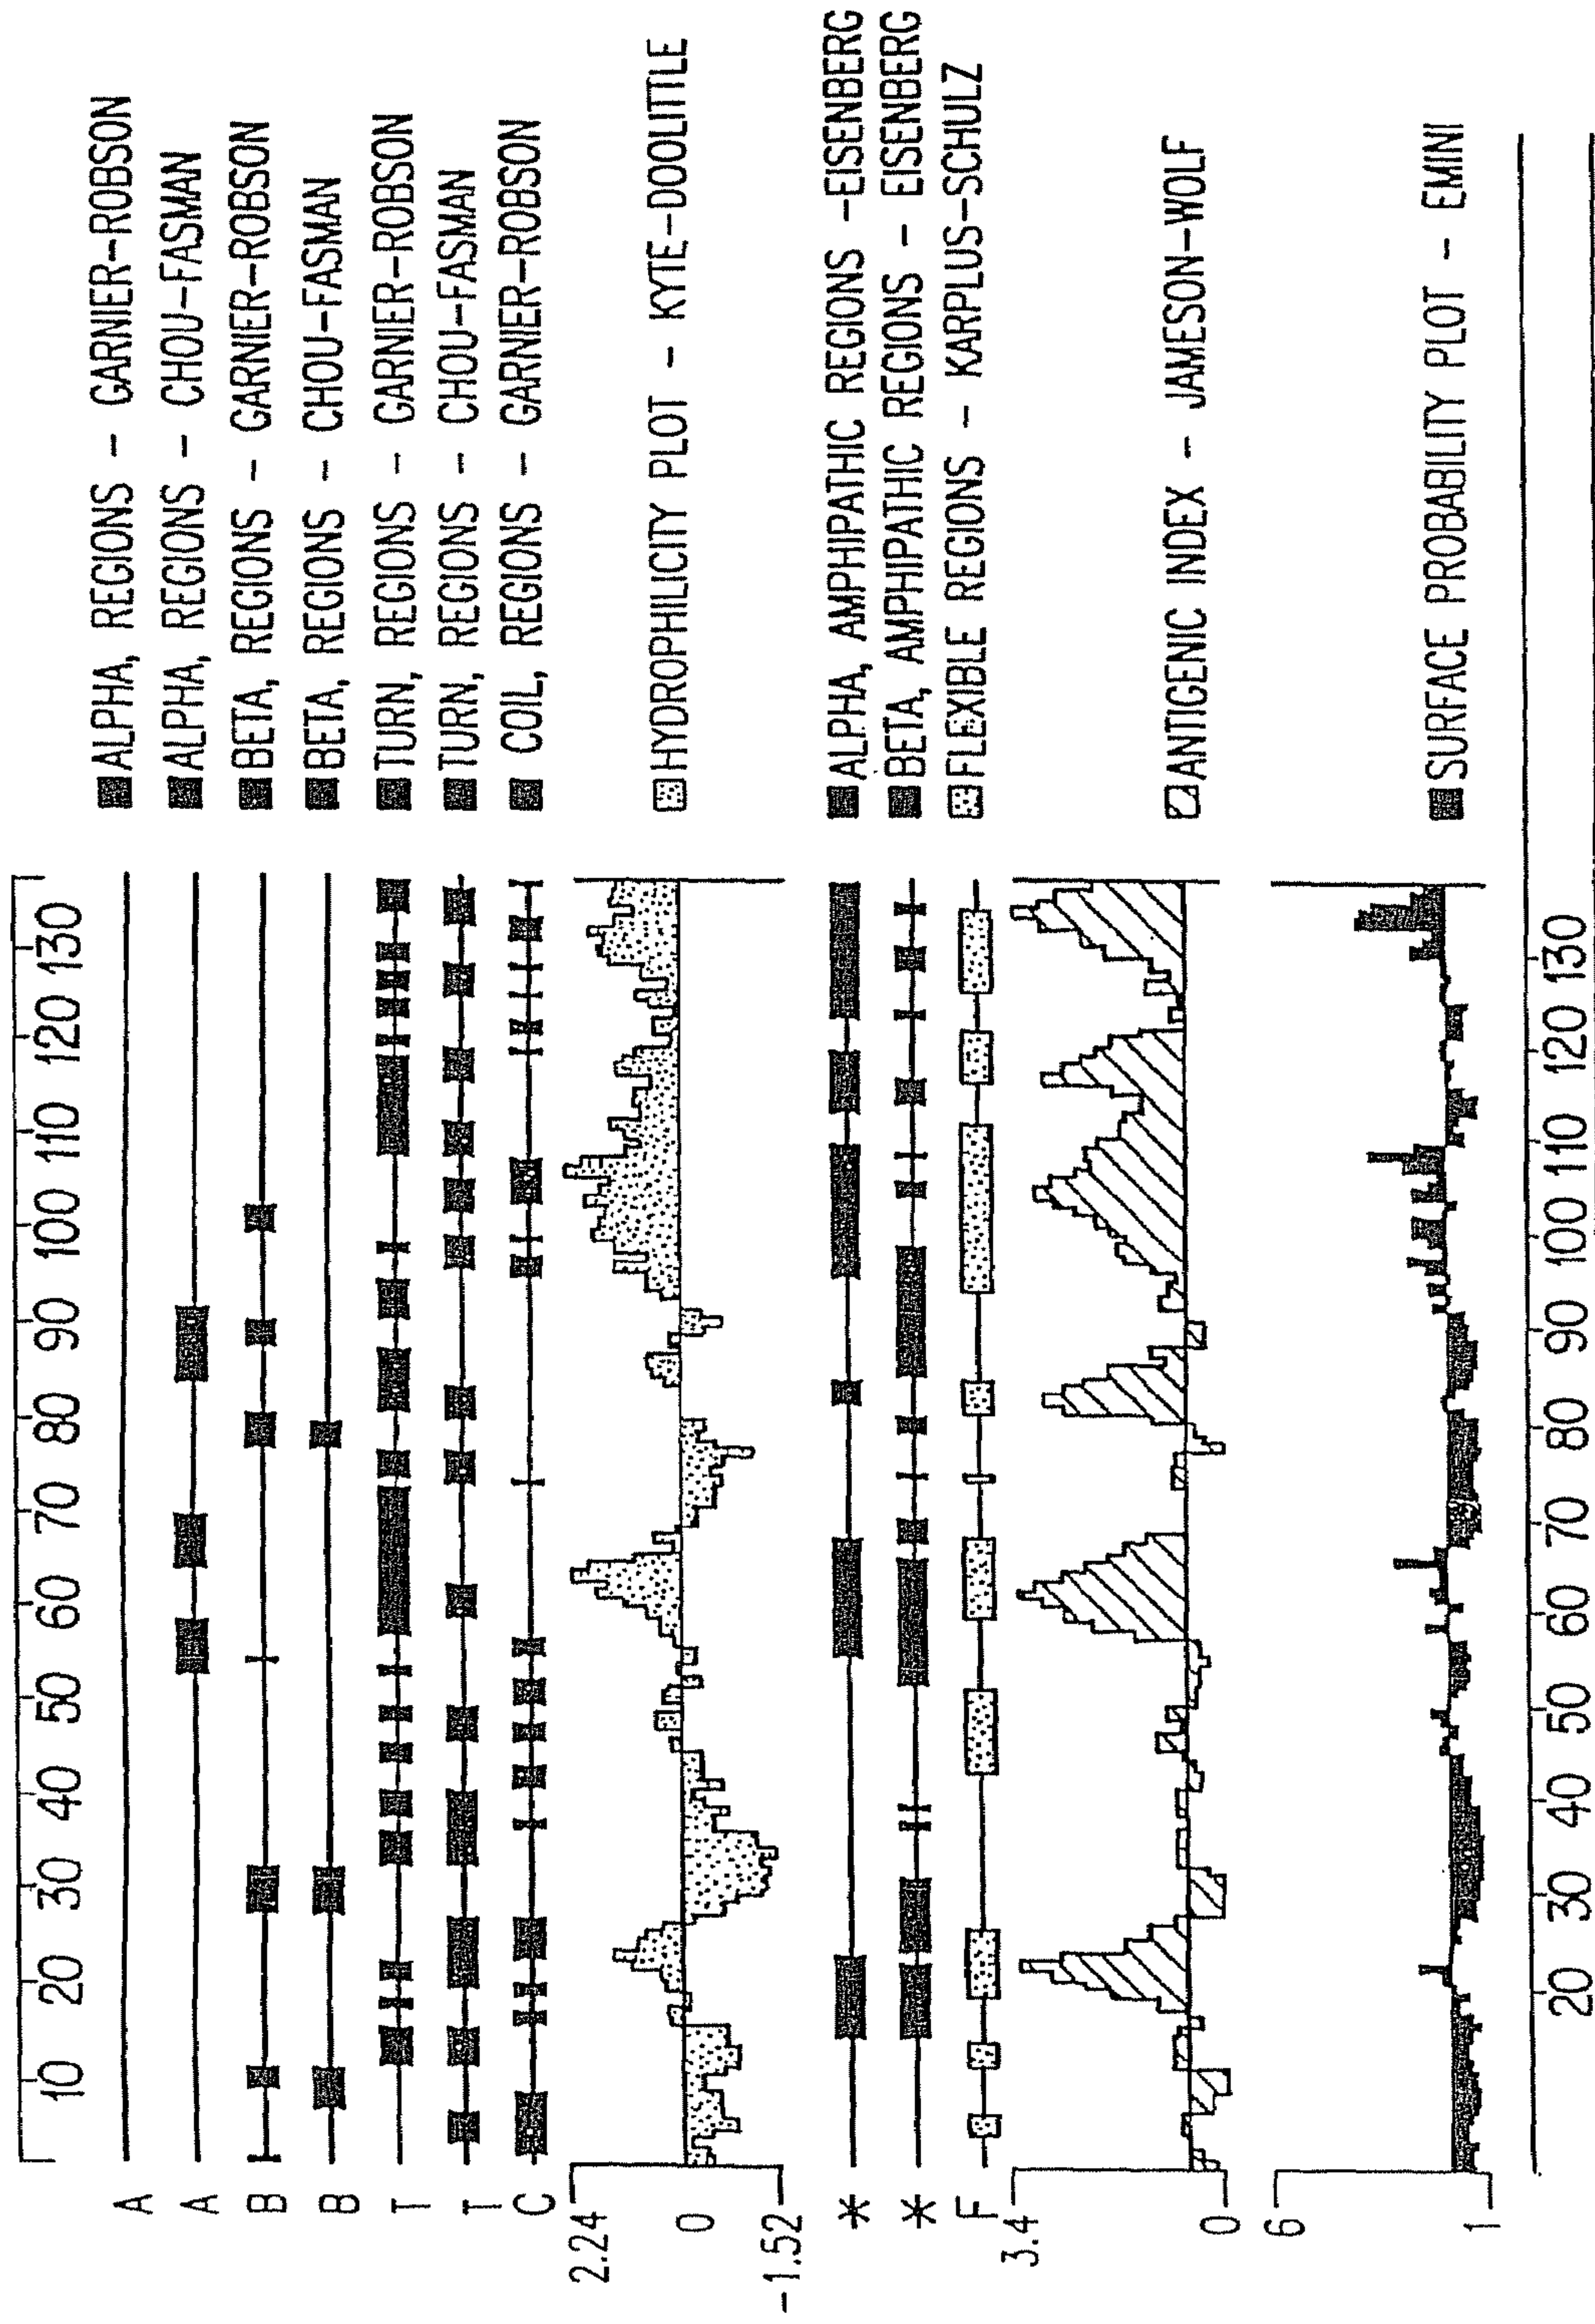 10 20 30 40 50 60 70 80 90 100 110 120 130
A ALPHA, REGIONS - GARNIER-ROBSON
A ALPHA, REGIONS - CHOU-FASMAN
B BETA, REGIONS - GARNIER-ROBSON
B BETA, REGIONS - CHOU-FASMAN
T TURN, REGIONS - GARNIER-ROBSON
T TURN, REGIONS - CHOU-FASMAN
C COIL, REGIONS - GARNIER-ROBSON
2.24 HYDROPHILICITY PLOT - KYTE-DOOLITTLE
0
-1.52
* ALPHA, AMPHIPATHIC REGIONS -EISENBERG
* BETA, AMPHIPATHIC REGIONS - EISENBERG
F FLEXIBLE REGIONS - KARPLUS-SCHULZ
3.4 ANTIGENIC INDEX - JAMESON-WOLF
0
6 SURFACE PROBABILITY PLOT - EMINI
1
20 30 40 50 60 70 80 90 100 110 120 130